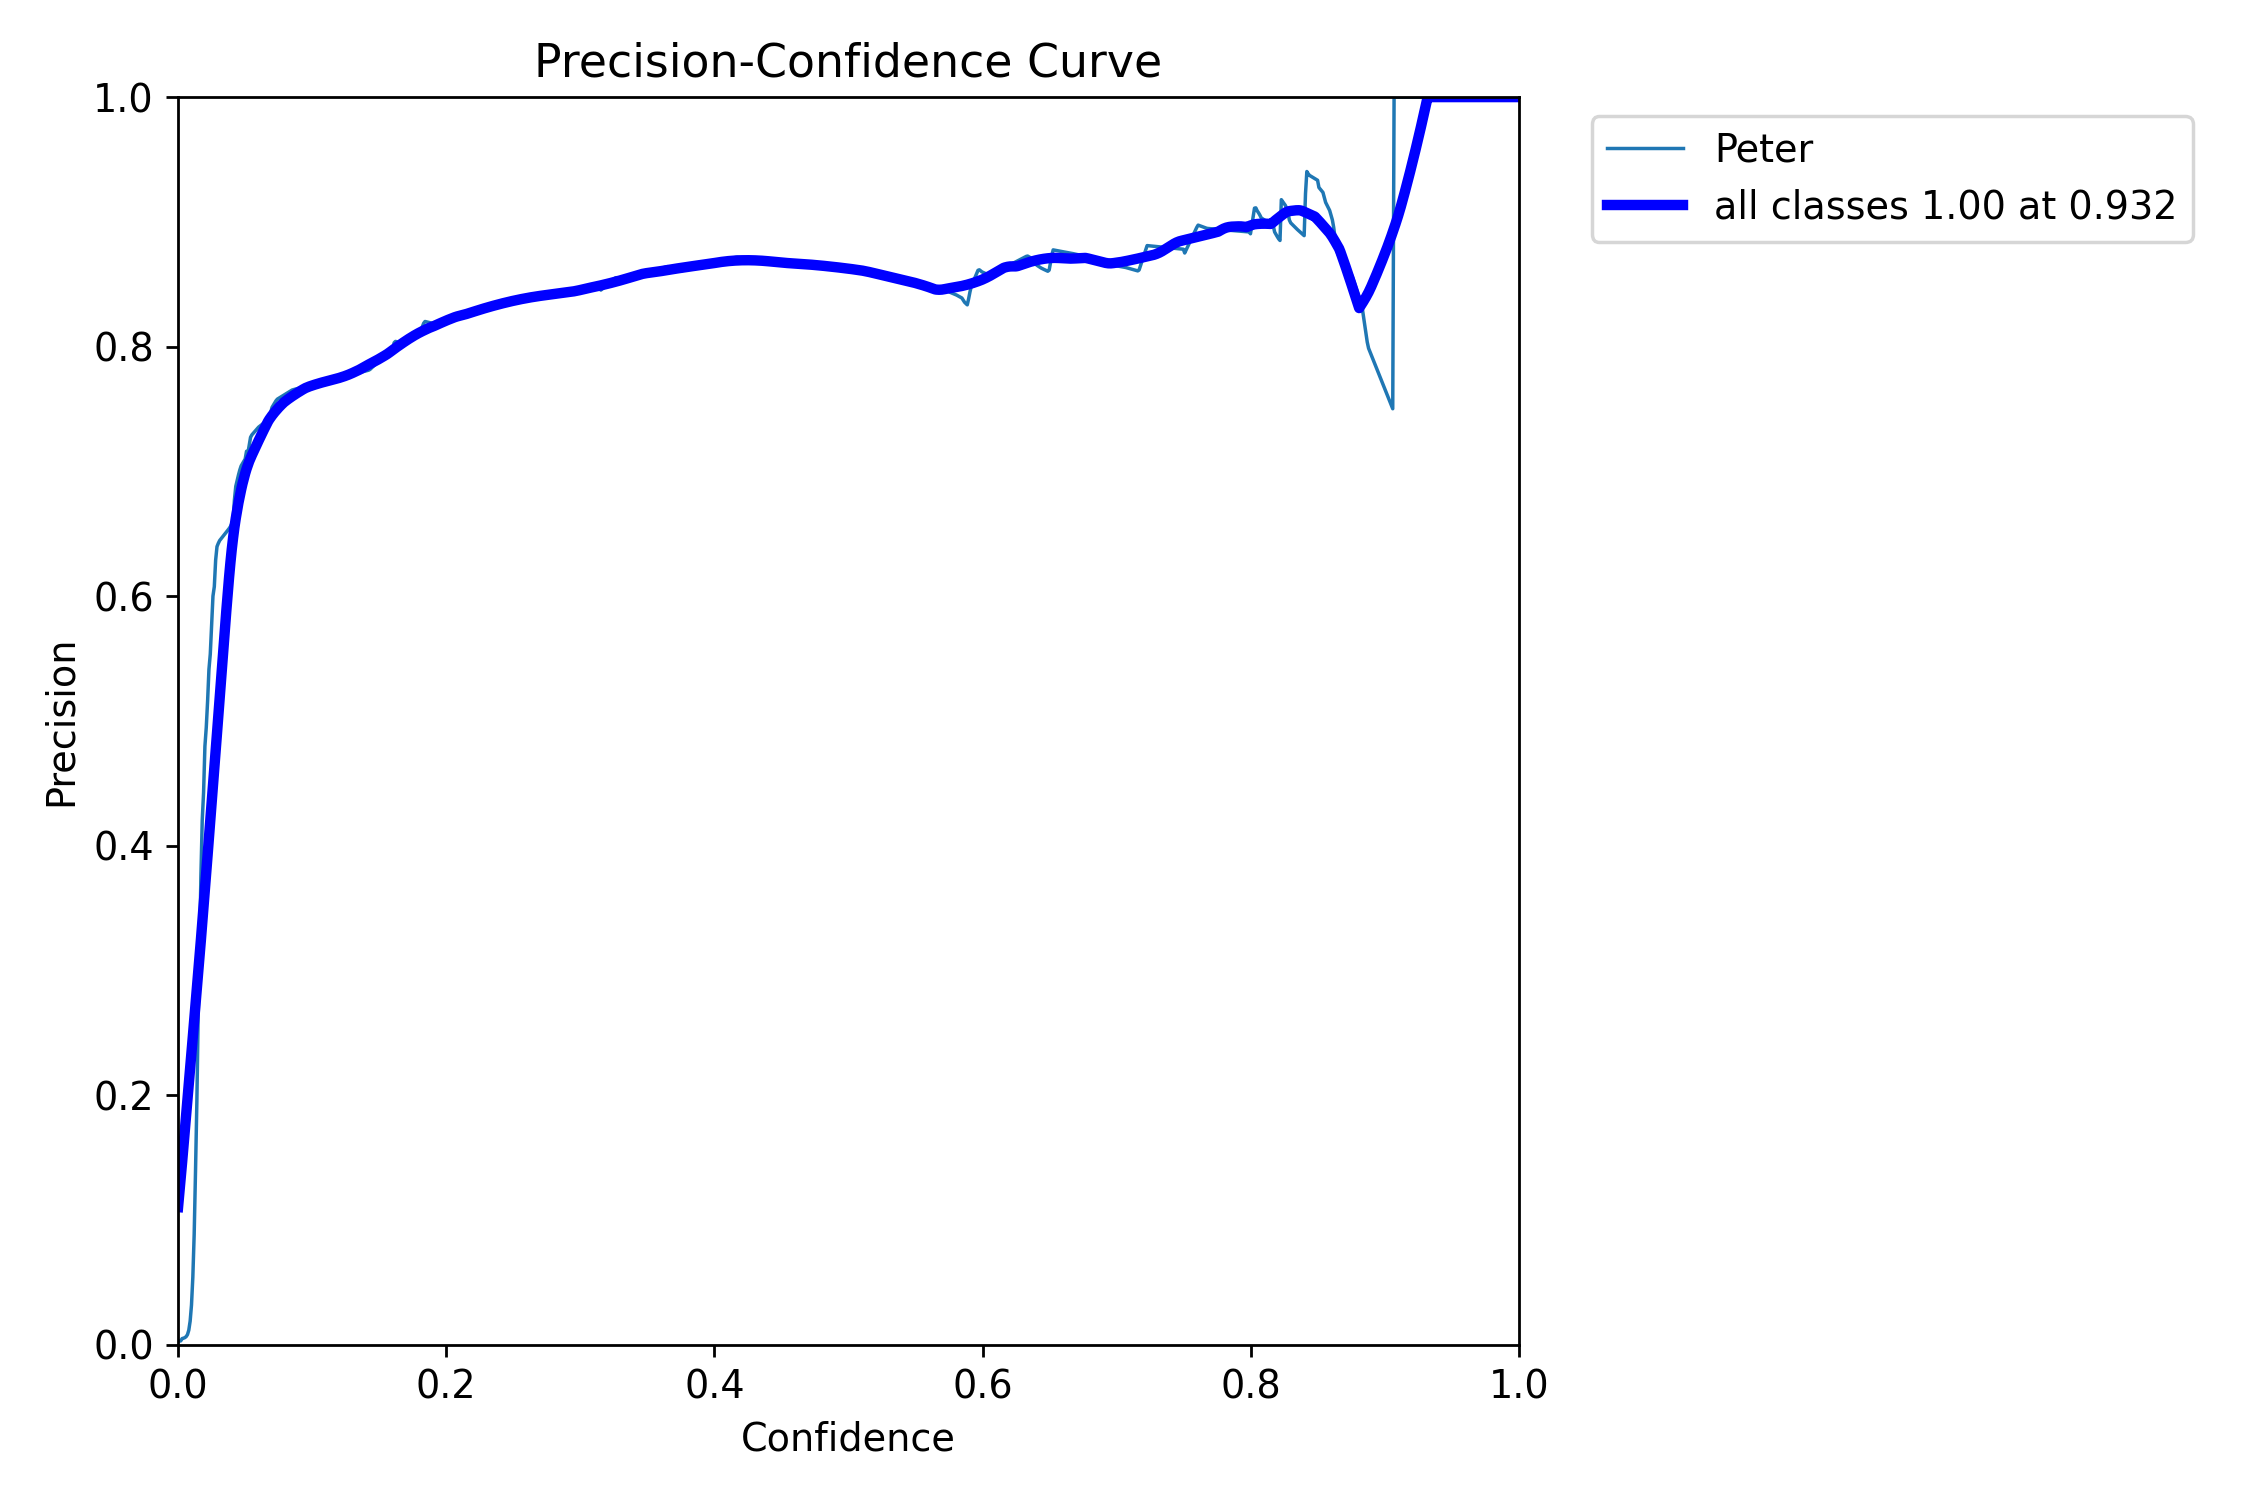 Precision-Confidence Curve
1.0
0.8
0.6
0.4
0.2
0.0
Precision
0.0 0.2 0.4 0.6 0.8 1.0
Confidence
Peter
all classes 1.00 at 0.932